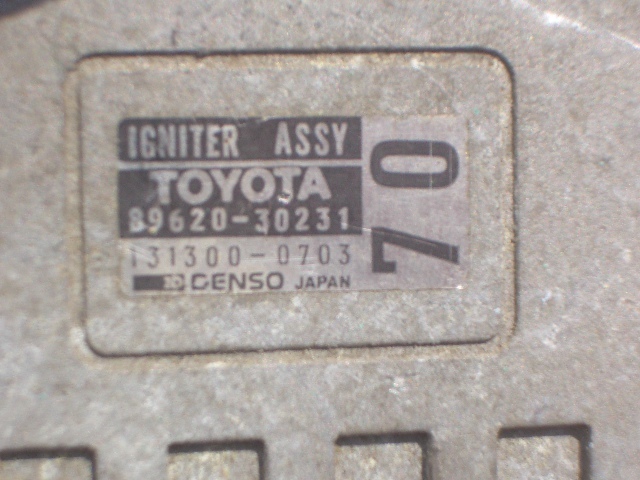 IGNITER ASSY
TOYOTA
89620-30231
131300-0703
DENSO JAPAN
70